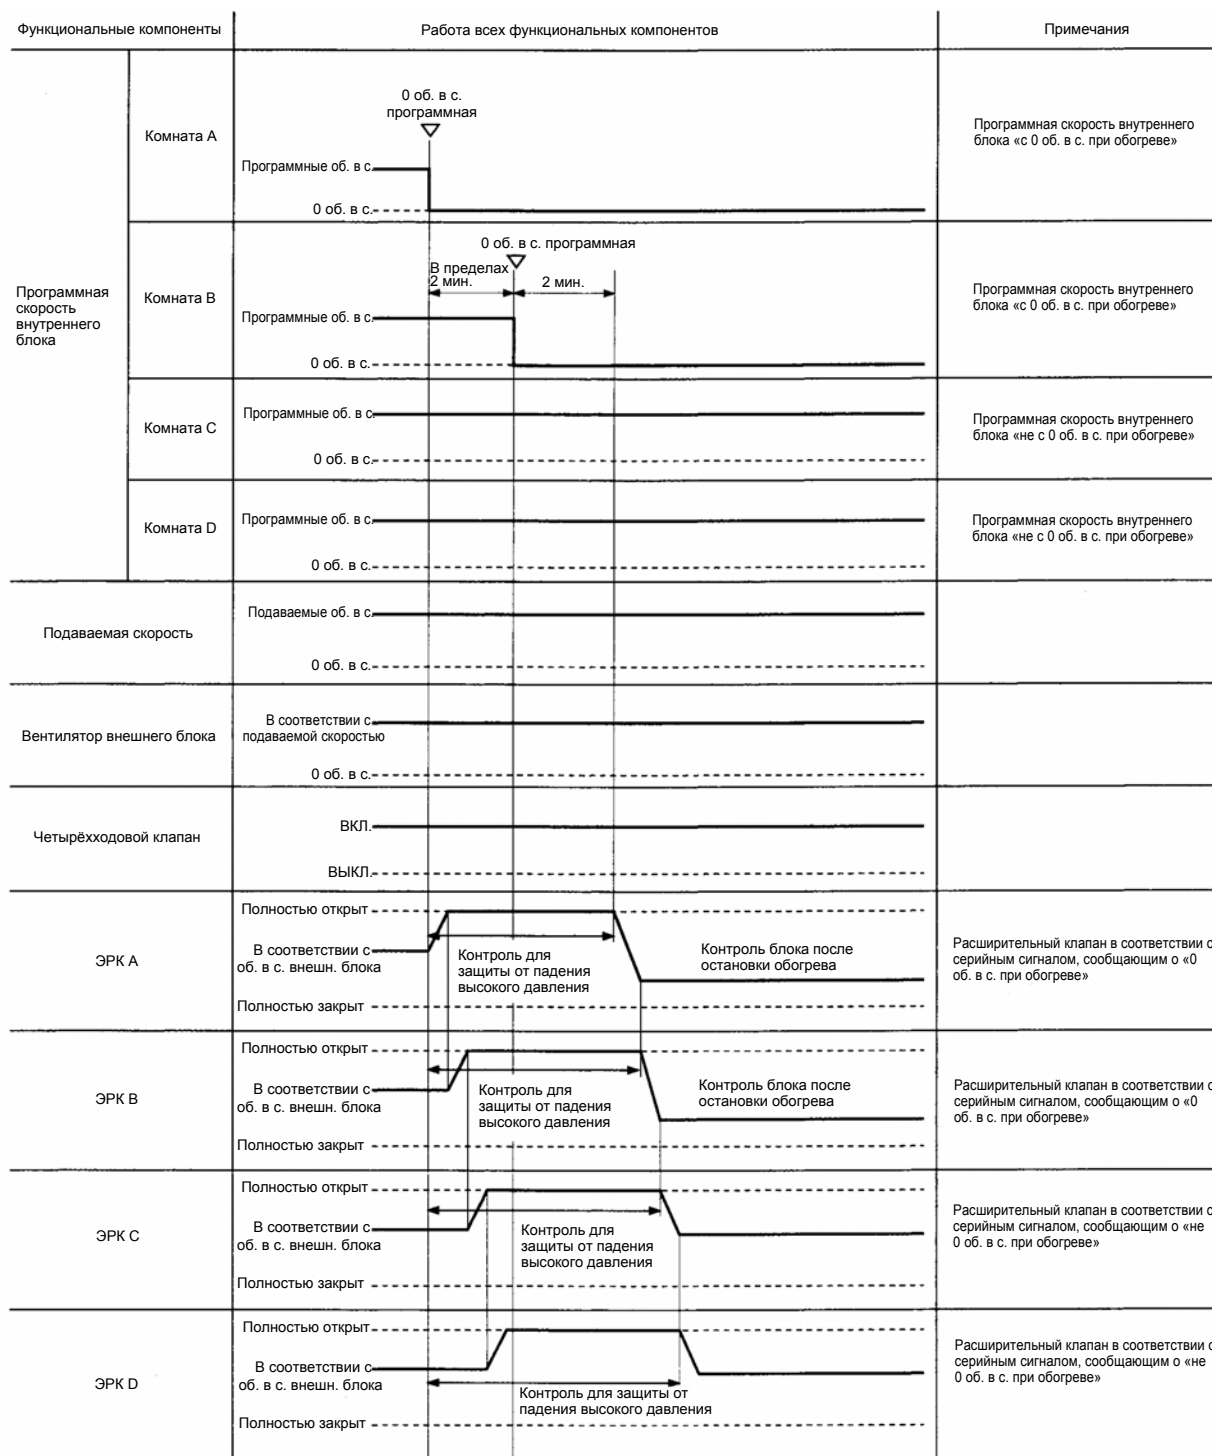 Функциональные компоненты
Работа всех функциональных компонентов
Примечания
Программная
скорость
внутреннего
блока
Комната A
0 об. в с.
программная
Программные об. в с.
0 об. в с.
Программная скорость внутреннего
блока «с 0 об. в с. при обогреве»
Комната B
0 об. в с. программная
В пределах
2 мин.
2 мин.
Программные об. в с.
0 об. в с.
Программная скорость внутреннего
блока «с 0 об. в с. при обогреве»
Комната C
Программные об. в с.
0 об. в с.
Программная скорость внутреннего
блока «не с 0 об. в с. при обогреве»
Комната D
Программные об. в с.
0 об. в с.
Программная скорость внутреннего
блока «не с 0 об. в с. при обогреве»
Подаваемая скорость
Подаваемые об. в с.
0 об. в с.
Вентилятор внешнего блока
В соответствии с
подаваемой скоростью
0 об. в с.
Четырёхходовой клапан
ВКЛ.
ВЫКЛ.
ЭРК A
Полностью открыт
В соответствии с
об. в с. внешн. блока
Полностью закрыт
Контроль для
защиты от падения
высокого давления
Контроль блока после
остановки обогрева
Расширительный клапан в соответствии с
серийным сигналом, сообщающим о «0
об. в с. при обогреве»
ЭРК B
Полностью открыт
В соответствии с
об. в с. внешн. блока
Полностью закрыт
Контроль для
защиты от падения
высокого давления
Контроль блока после
остановки обогрева
Расширительный клапан в соответствии с
серийным сигналом, сообщающим о «0
об. в с. при обогреве»
ЭРК C
Полностью открыт
В соответствии с
об. в с. внешн. блока
Полностью закрыт
Контроль для
защиты от падения
высокого давления
Расширительный клапан в соответствии с
серийным сигналом, сообщающим о «не
0 об. в с. при обогреве»
ЭРК D
Полностью открыт
В соответствии с
об. в с. внешн. блока
Полностью закрыт
Контроль для защиты от
падения высокого давления
Расширительный клапан в соответствии с
серийным сигналом, сообщающим о «не
0 об. в с. при обогреве»